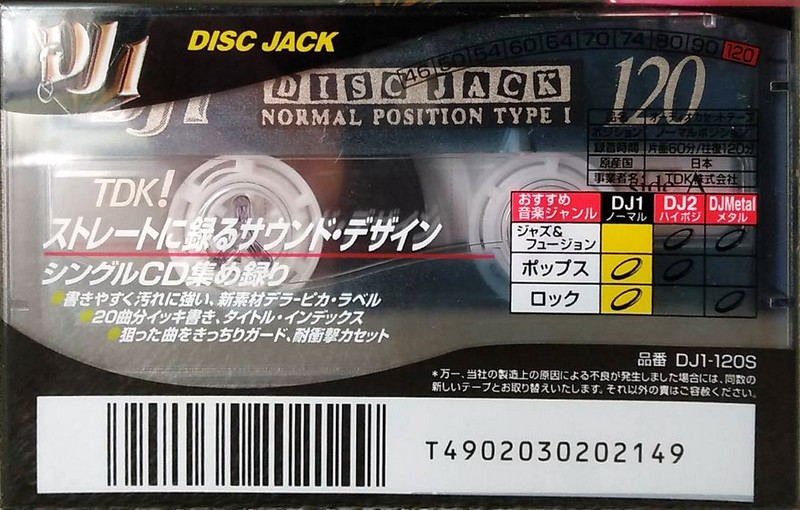 DJ1
DISC JACK
46 50 54 60 64 70 74 80 90 120
DISC JACK
120
NORMAL POSITION TYPE I
ポジション ノーマルポジション
録音時間 片面60分/往復120分
原産国 日本
事業者名: TDK株式会社
Side A
TDK!
ストレートに録るサウンド・デザイン
シングルCD集め録り
書きやすく汚れに強い、新素材デラ・ピカ・ラベル
20曲分イッキ書き、タイトル・インデックス
狙った曲をきっちりガード、耐衝撃カセット
おすすめ音楽ジャンル DJ1 ノーマル DJ2 ハイポジ DJMetal メタル
ジャズ&フュージョン
ポップス
ロック
品番 DJ1-120S
*万一、当社の製造上の原因による不良が発生しました場合には、同数の
新しいテープとお取り替えいたします。それ以外の責はご容赦ください。
T4902030202149